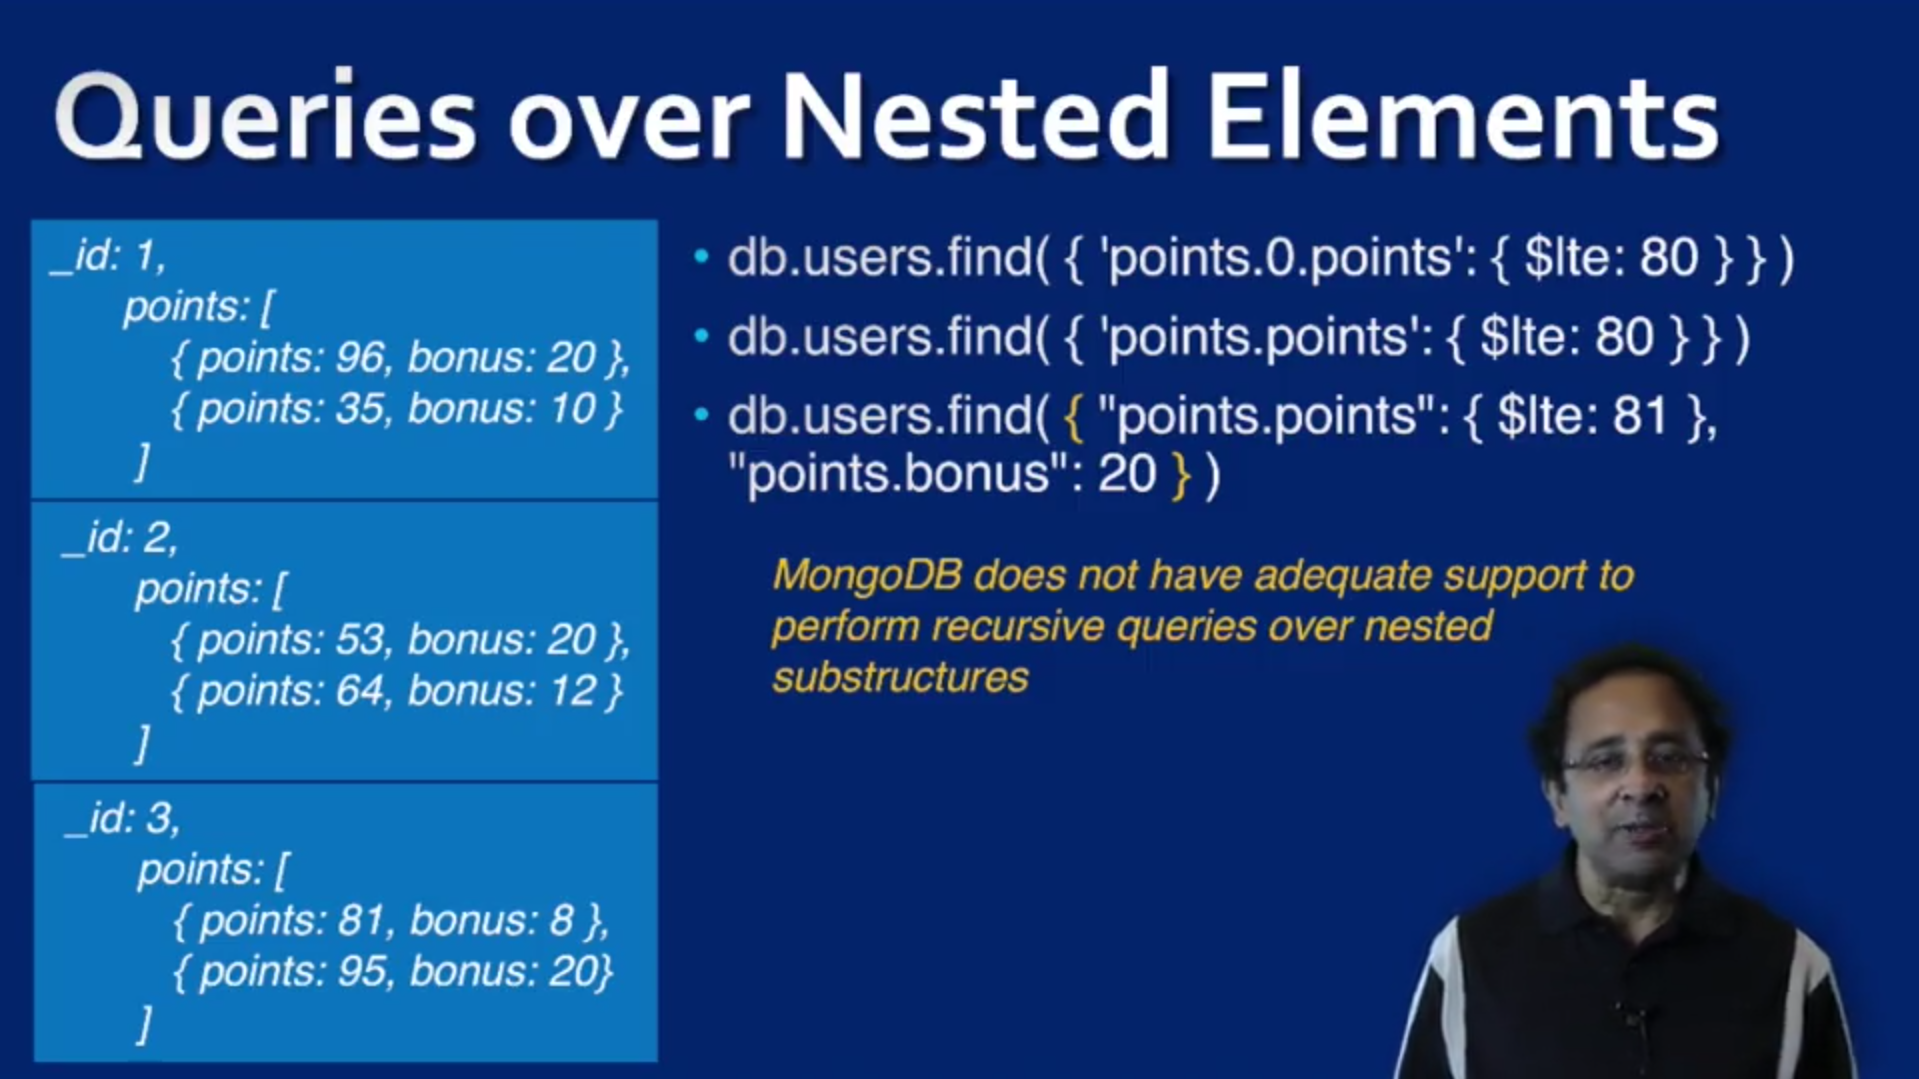 Queries over Nested Elements
_id: 1,
points: [
{ points: 96, bonus: 20 },
{ points: 35, bonus: 10 }
]
_id: 2,
points: [
{ points: 53, bonus: 20 },
{ points: 64, bonus: 12 }
]
_id: 3,
points: [
{ points: 81, bonus: 8 },
{ points: 95, bonus: 20}
]
• db.users.find( { 'points.0.points': { $lte: 80 } } )
• db.users.find( { 'points.points': { $lte: 80 } } )
• db.users.find( { "points.points": { $lte: 81 },
"points.bonus": 20 } )
MongoDB does not have adequate support to
perform recursive queries over nested
substructures